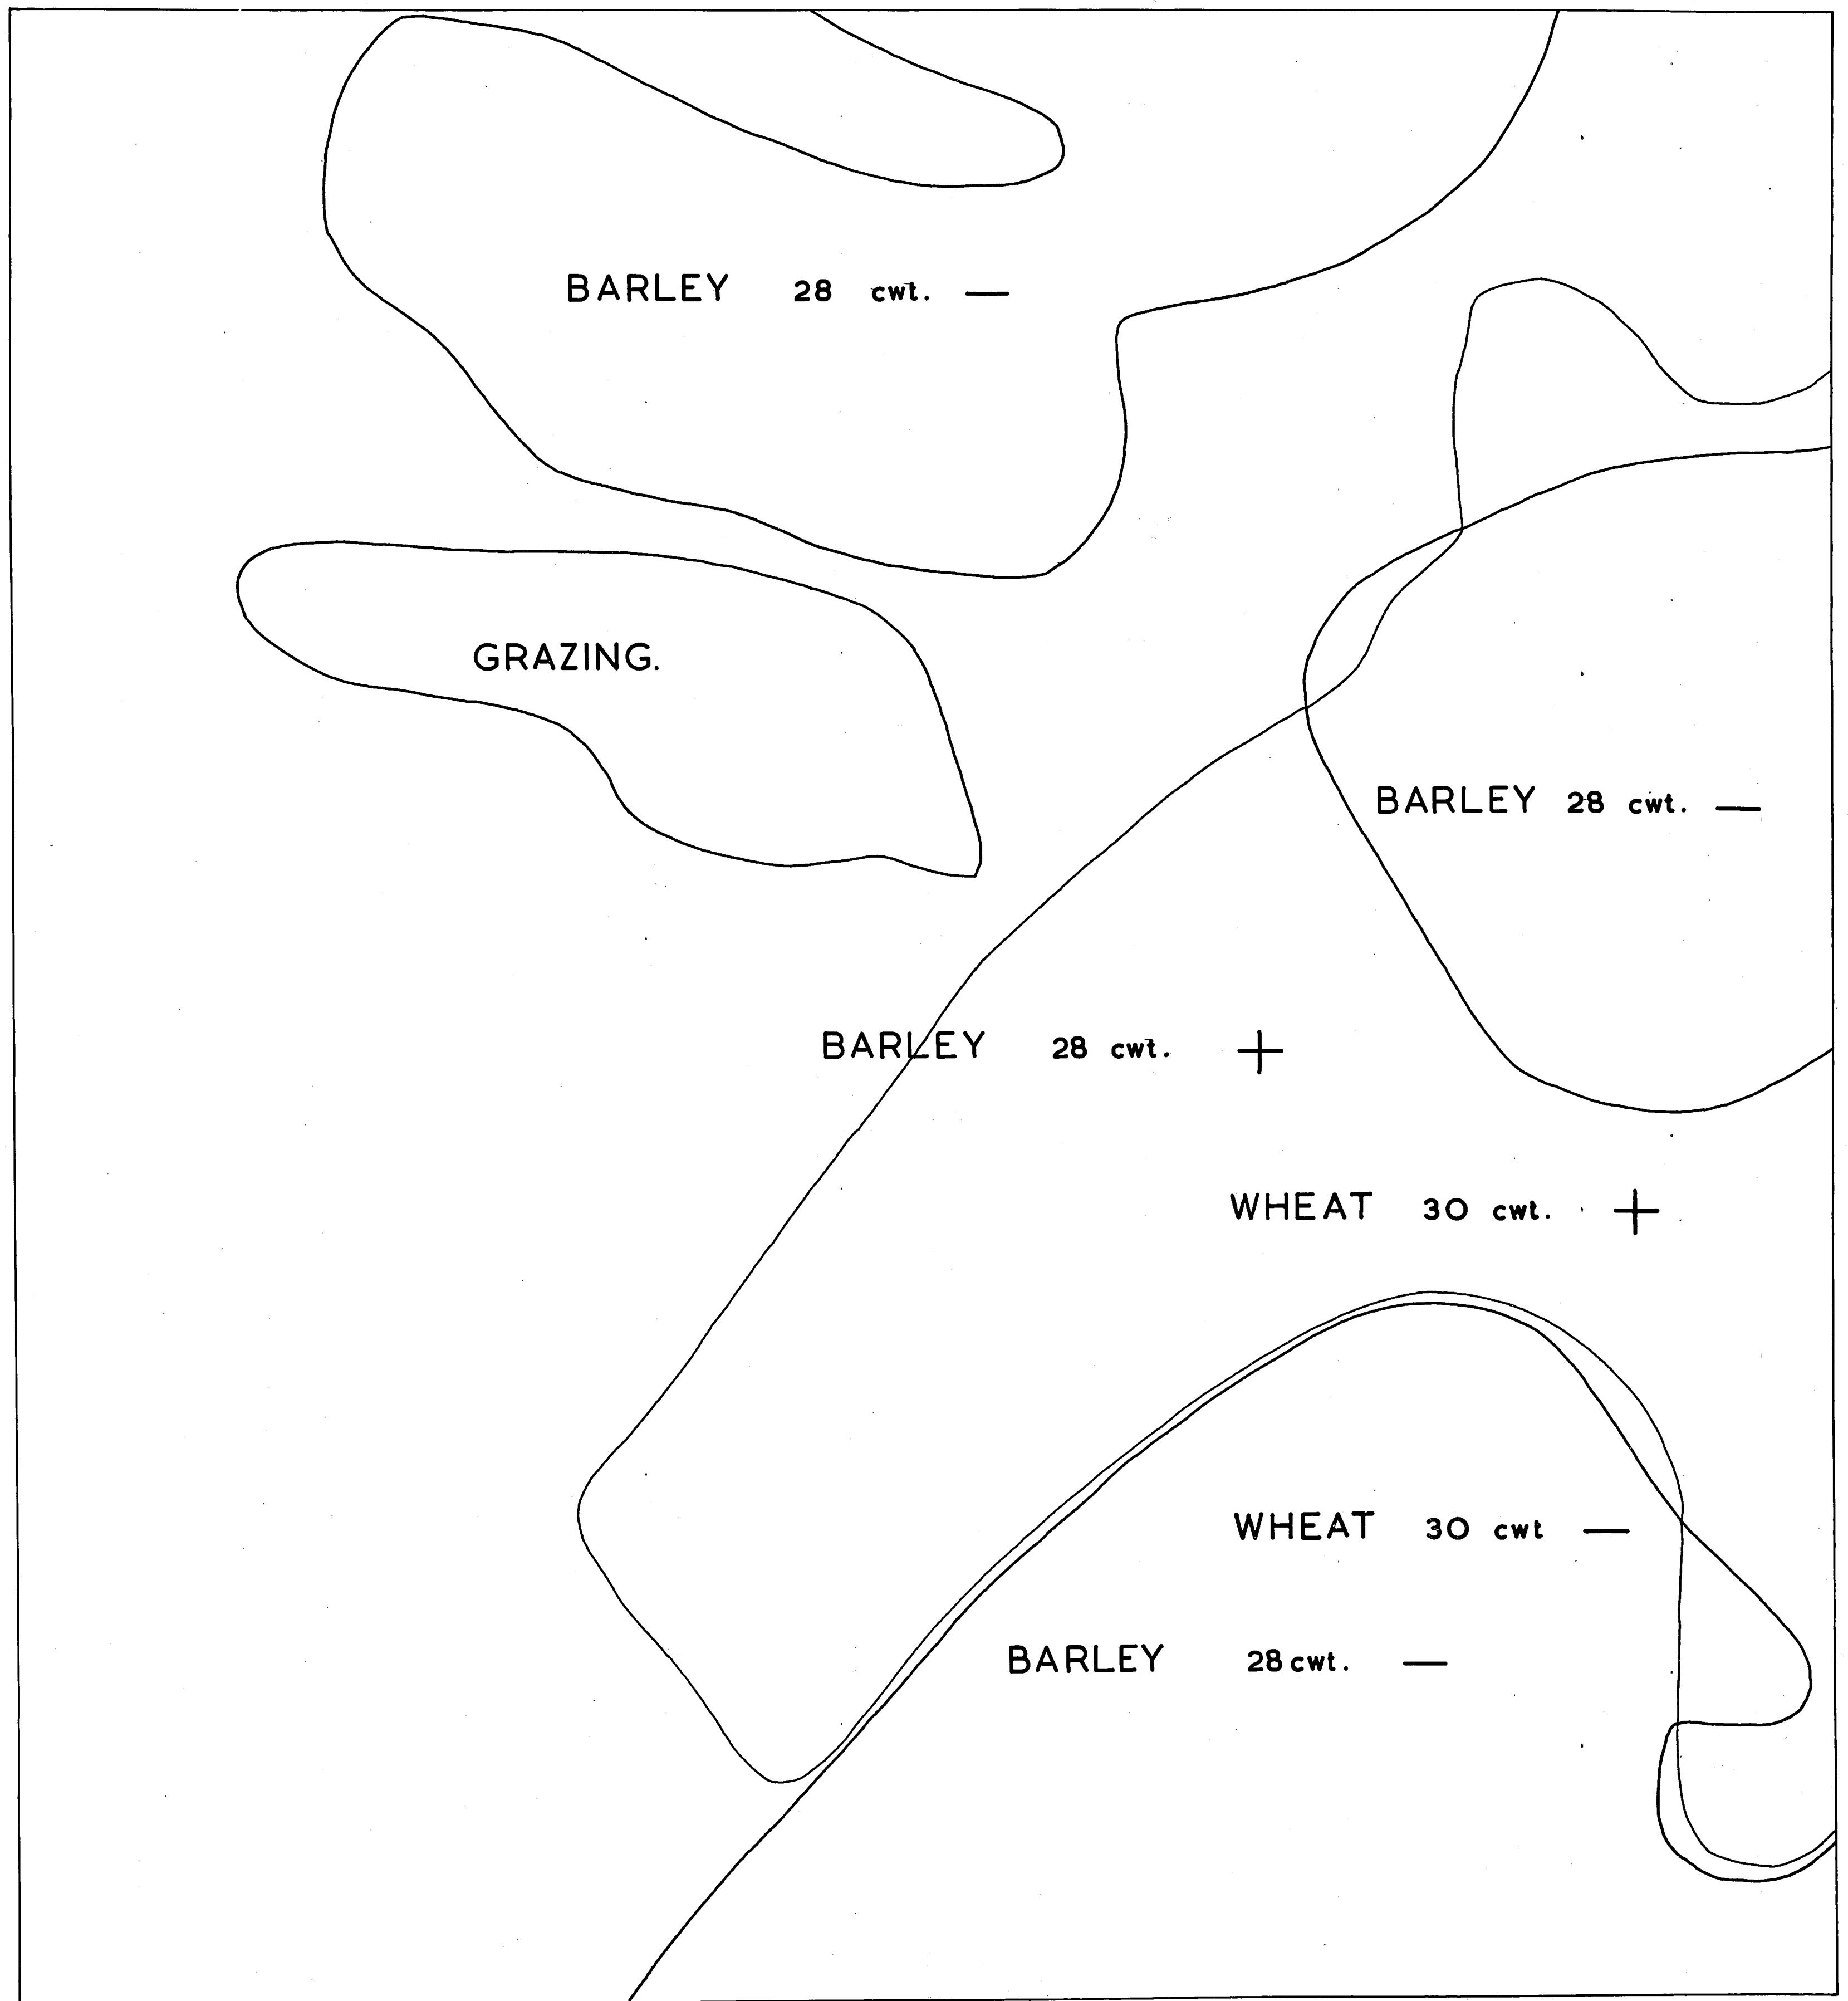 BARLEY 28 cwt. —
GRAZING.
BARLEY 28 cwt. —
BARLEY 28 cwt. +
WHEAT 30 cwt. +
WHEAT 30 cwt —
BARLEY 28 cwt. —